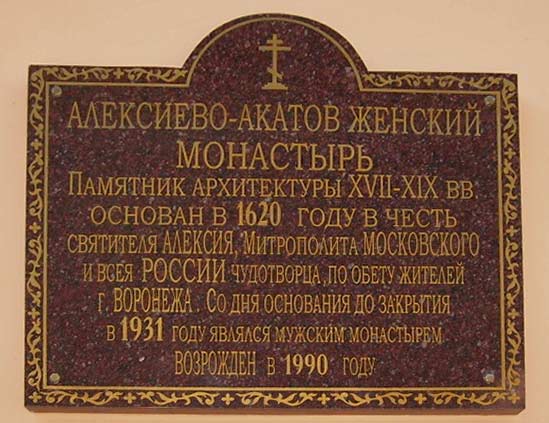 АЛЕКСИЕВО-АКАТОВ ЖЕНСКИЙ
МОНАСТЫРЬ
ПАМЯТНИК АРХИТЕКТУРЫ XVII-XIX ВВ.
ОСНОВАН В 1620 ГОДУ В ЧЕСТЬ
СВЯТИТЕЛЯ АЛЕКСИЯ, МИТРОПОЛИТА МОСКОВСКОГО
И ВСЕЯ РОССИИ ЧУДОТВОРЦА, ПО ОБЕТУ ЖИТЕЛЕЙ
Г. ВОРОНЕЖА. СО ДНЯ ОСНОВАНИЯ ДО ЗАКРЫТИЯ
В 1931 ГОДУ ЯВЛЯЛСЯ МУЖСКИМ МОНАСТЫРЕМ
ВОЗРОЖДЕН В 1990 ГОДУ